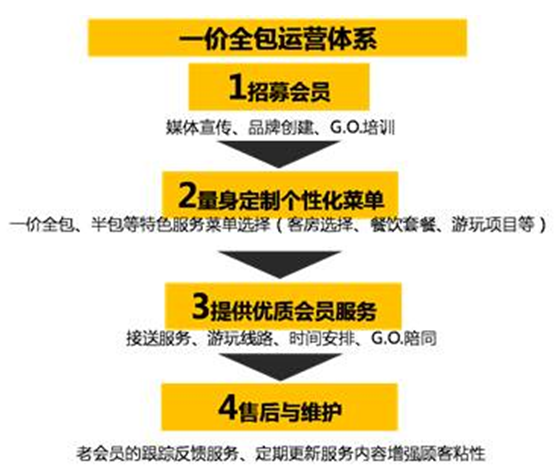 一价全包运营体系
1招募会员
媒体宣传、品牌创建、G.O.培训
2量身定制个性化菜单
一价全包、半包等特色服务菜单选择（客房选择、餐饮套餐、游玩项目等）
3提供优质会员服务
接送服务、游玩线路、时间安排、G.O.陪同
4售后与维护
老会员的跟踪反馈服务、定期更新服务内容增强顾客粘性